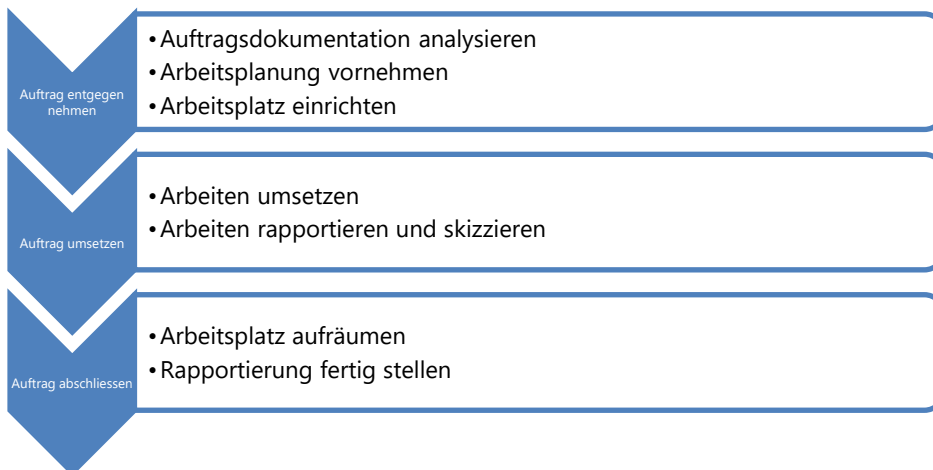 Auftrag entgegen
nehmen
• Auftragsdokumentation analysieren
• Arbeitsplanung vornehmen
• Arbeitsplatz einrichten
Auftrag umsetzen
• Arbeiten umsetzen
• Arbeiten rapportieren und skizzieren
Auftrag abschliessen
• Arbeitsplatz aufräumen
• Rapportierung fertig stellen